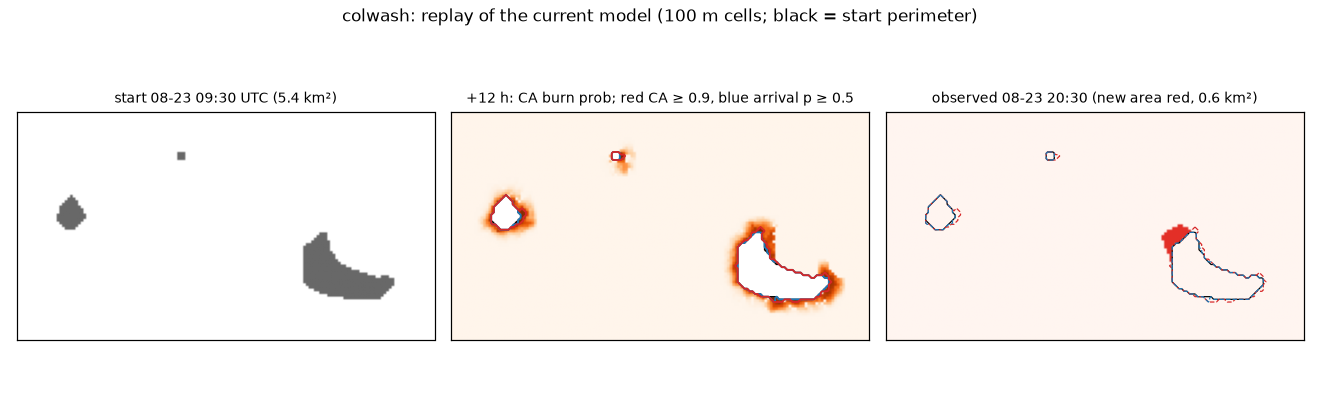 colwash: replay of the current model (100 m cells; black = start perimeter)
start 08-23 09:30 UTC (5.4 km²)
+12 h: CA burn prob; red CA ≥ 0.9, blue arrival p ≥ 0.5
observed 08-23 20:30 (new area red, 0.6 km²)